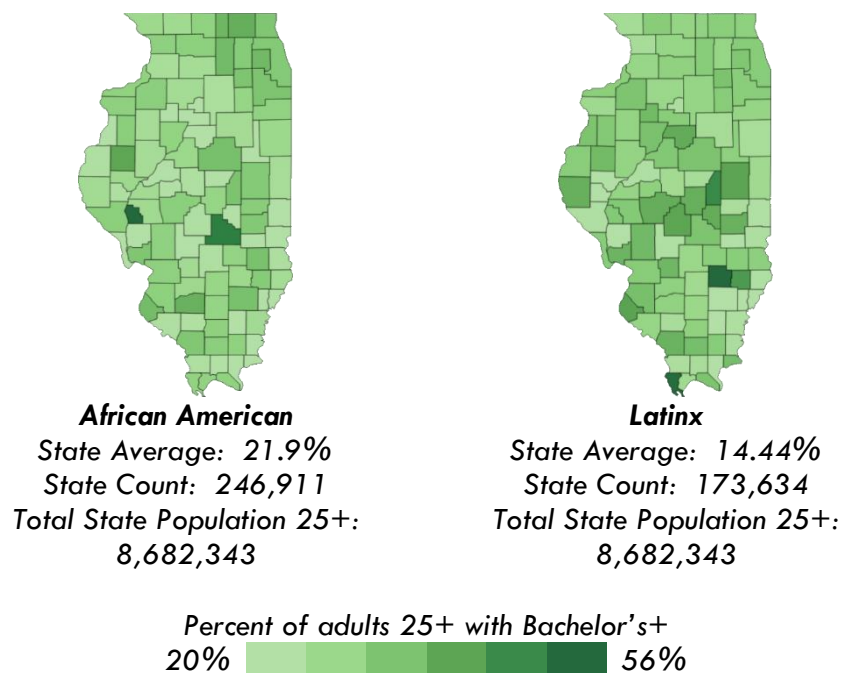 African American
State Average: 21.9%
State Count: 246,911
Total State Population 25+:
8,682,343
Latinx
State Average: 14.44%
State Count: 173,634
Total State Population 25+:
8,682,343
Percent of adults 25+ with Bachelor's+
20% 56%